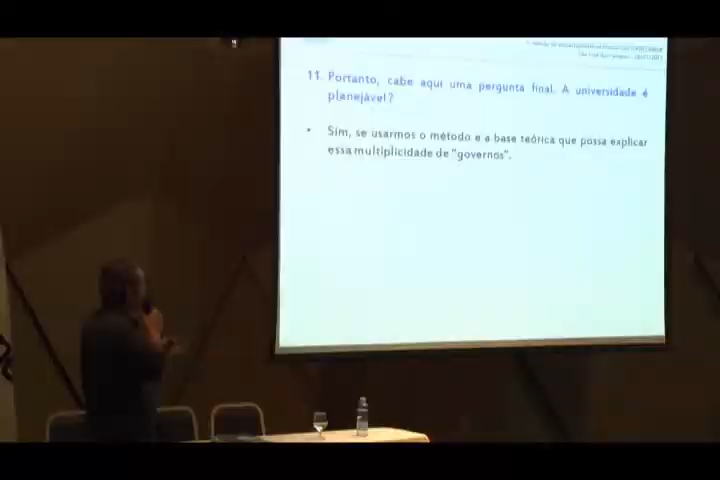 11. Portanto, cabe aqui uma pergunta final. A universidade é
planejável?
• Sim, se usarmos o método e a base teórica que possa explicar
essa multiplicidade de "governos".